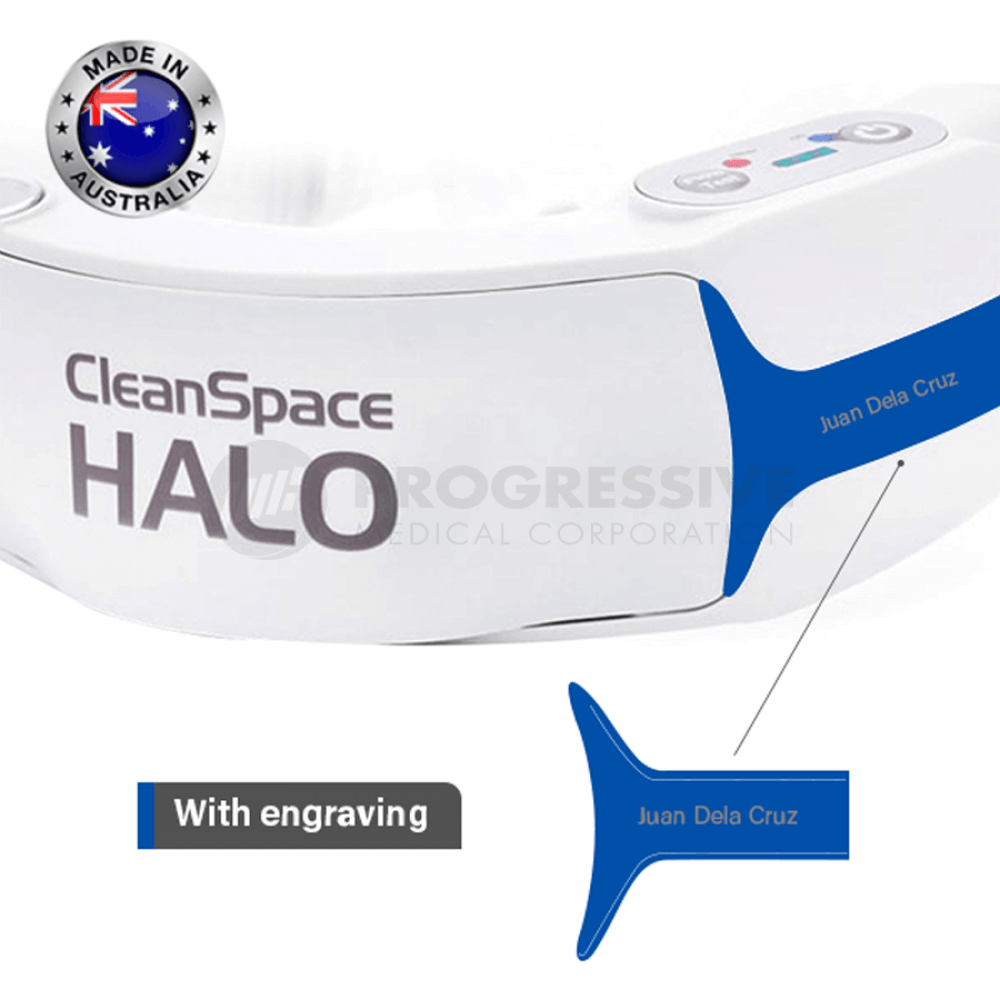 MADE IN
AUSTRALIA
CleanSpace
HALO
PROGRESSIVE
MEDICAL CORPORATION
Juan Dela Cruz
With engraving
Juan Dela Cruz